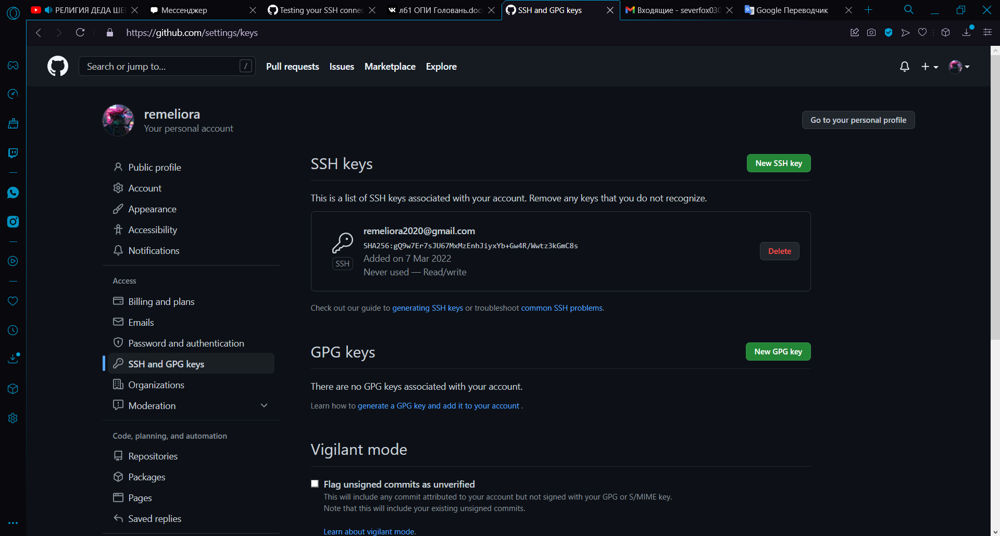 РЕЛИГИЯ ДЕДА ШЕ
Мессенджер
Testing your SSH connec
л61 ОПИ Головань.doc
SSH and GPG keys
Входящие - severfox030
Google Переводчик
https://github.com/settings/keys
Search or jump to...
/
Pull requests
Issues
Marketplace
Explore
remeliora
Your personal account
Go to your personal profile
Public profile
Account
Appearance
Accessibility
Notifications
Access
Billing and plans
Emails
Password and authentication
SSH and GPG keys
Organizations
Moderation
Code, planning, and automation
Repositories
Packages
Pages
Saved replies
SSH keys
New SSH key
This is a list of SSH keys associated with your account. Remove any keys that you do not recognize.
remeliora2020@gmail.com
SHA256:gQ9w7Er7sJU67MxMzEnhJiyxYb+Gw4R/Wwtz3kGmC8s
Added on 7 Mar 2022
Never used — Read/write
SSH
Delete
Check out our guide to generating SSH keys or troubleshoot common SSH problems.
GPG keys
New GPG key
There are no GPG keys associated with your account.
Learn how to generate a GPG key and add it to your account .
Vigilant mode
Flag unsigned commits as unverified
This will include any commit attributed to your account but not signed with your GPG or S/MIME key.
Note that this will include your existing unsigned commits.
Learn about vigilant mode.